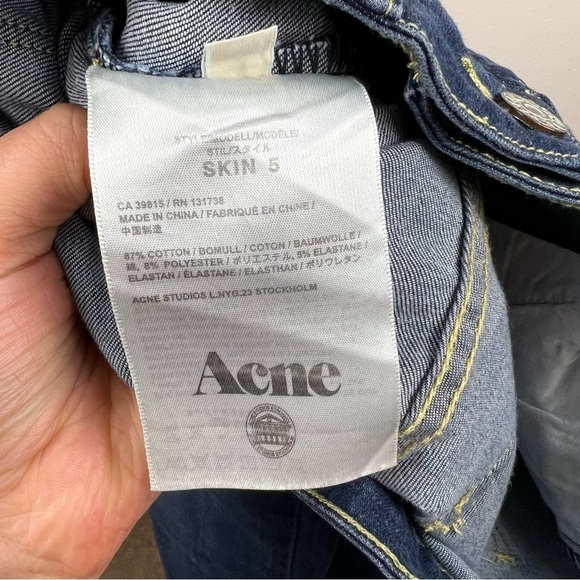 STYLE/MODELL/MODÈLE/
STIL/スタイル
SKIN 5
CA 39815 / RN 131738
MADE IN CHINA / FABRIQUÉ EN CHINE /
中国制造
87% COTTON / BOMULL / COTON / BAUMWOLLE /
綿, 8% POLYESTER / ポリエステル, 5% ELASTANE /
ELASTAN / ÉLASTANE / ELASTHAN / ポリウレタン
ACNE STUDIOS L.NYG.23 STOCKHOLM
Acne